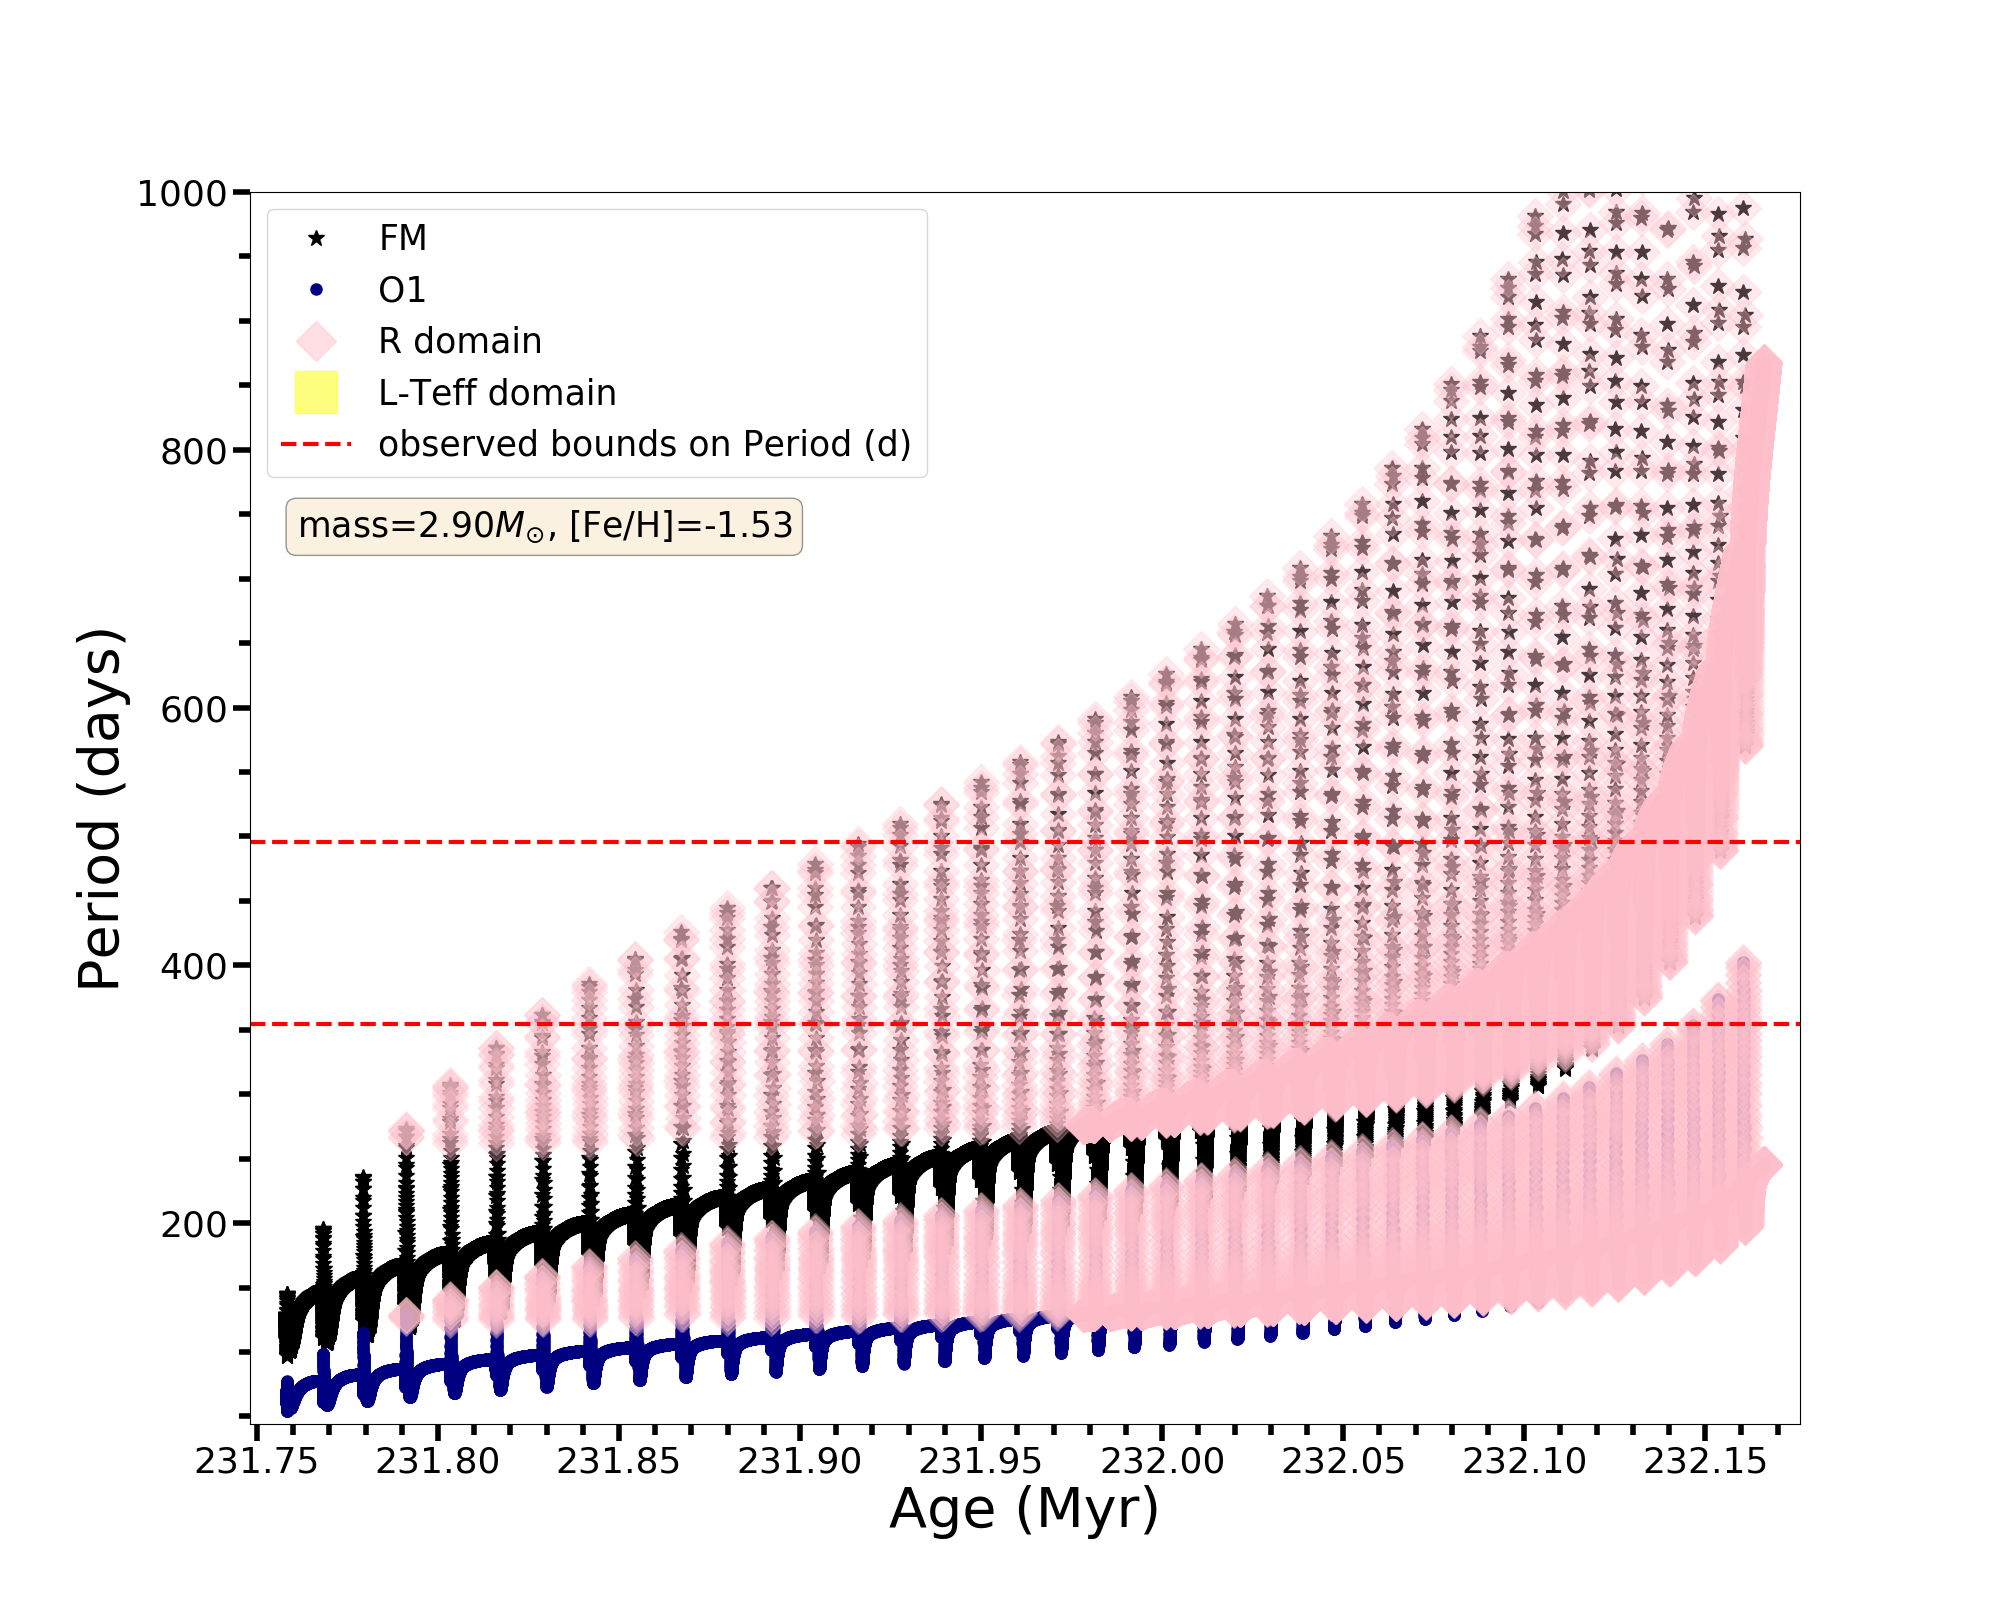 1000
800
600
400
200
Period (days)
FM
O1
R domain
L-Teff domain
observed bounds on Period (d)
mass=2.90M⊙, [Fe/H]=-1.53
231.75 231.80 231.85 231.90 231.95 232.00 232.05 232.10 232.15
Age (Myr)